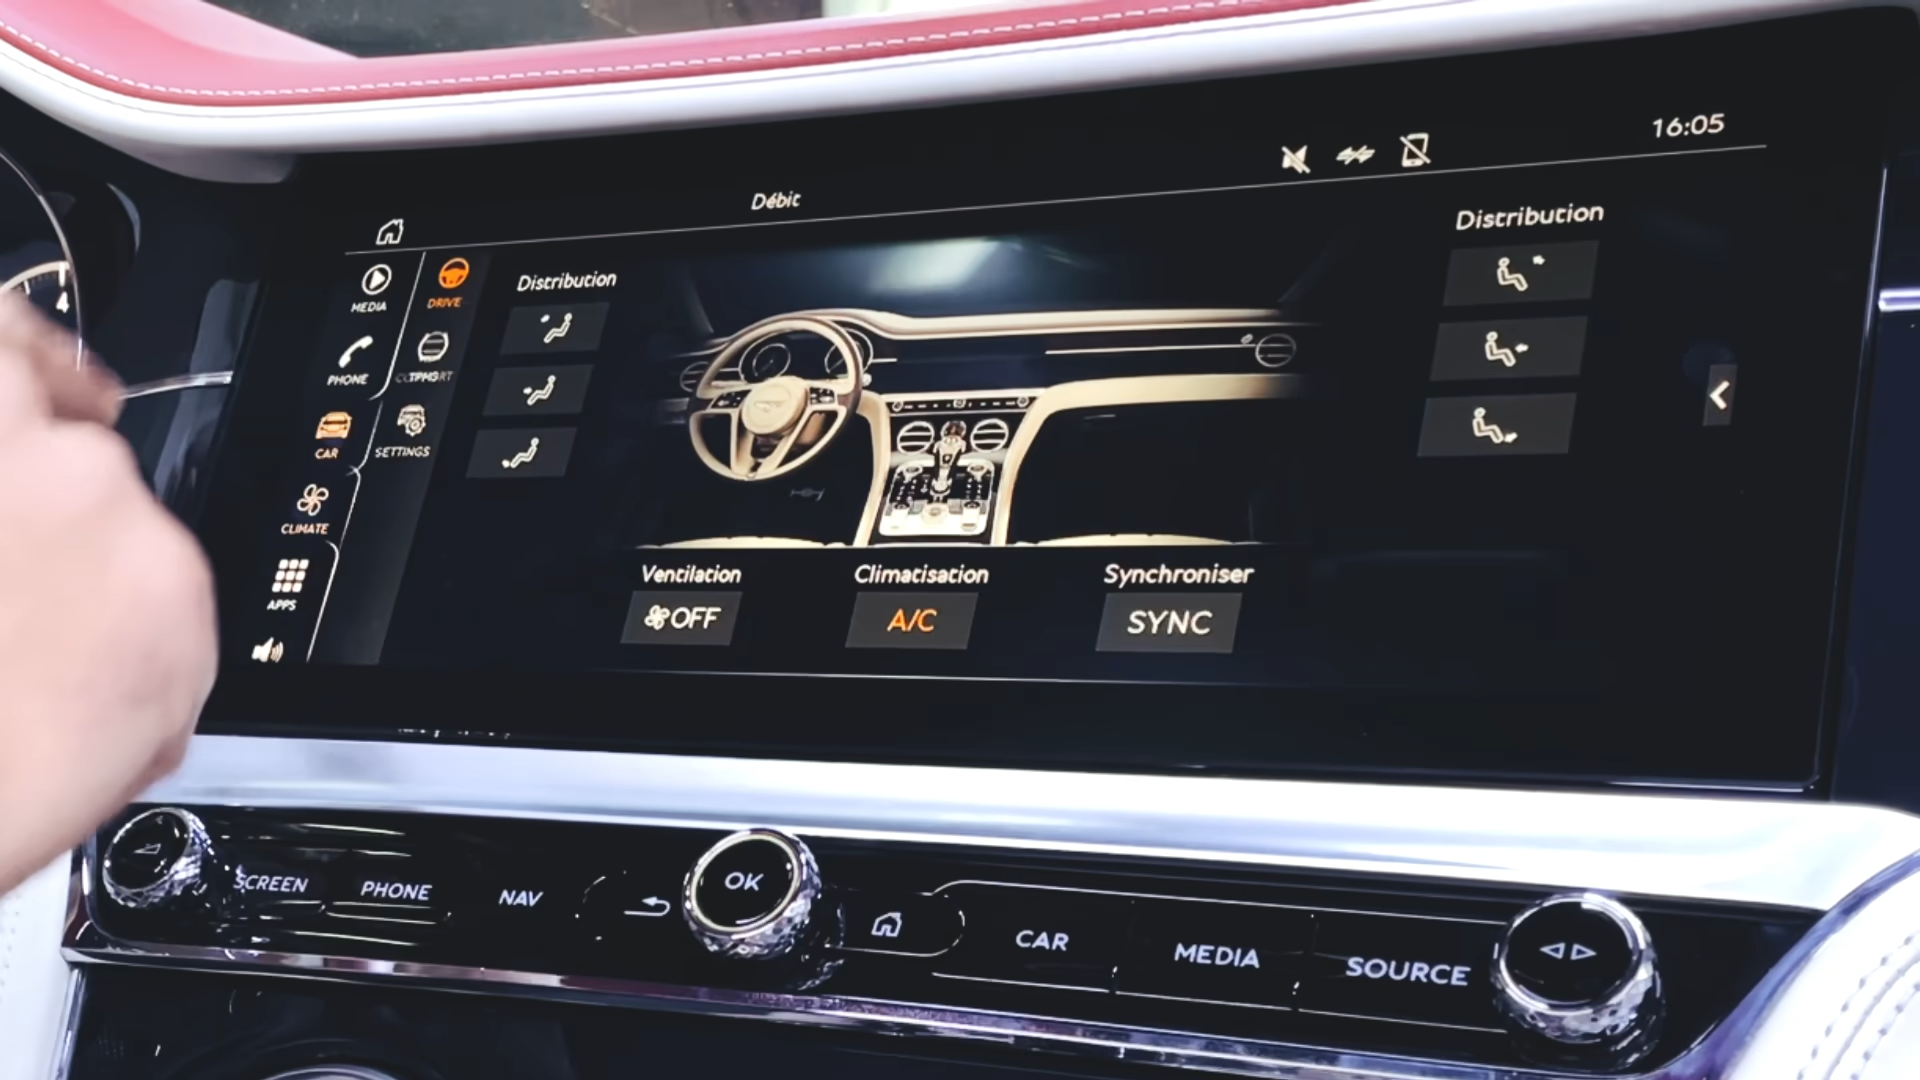 16:05
Débit
Distribution
Distribution
MEDIA
DRIVE
PHONE
CAR
SETTINGS
CLIMATE
APPS
Ventilation
Climatisation
Synchroniser
OFF
A/C
SYNC
4
SCREEN
PHONE
NAV
OK
CAR
MEDIA
SOURCE